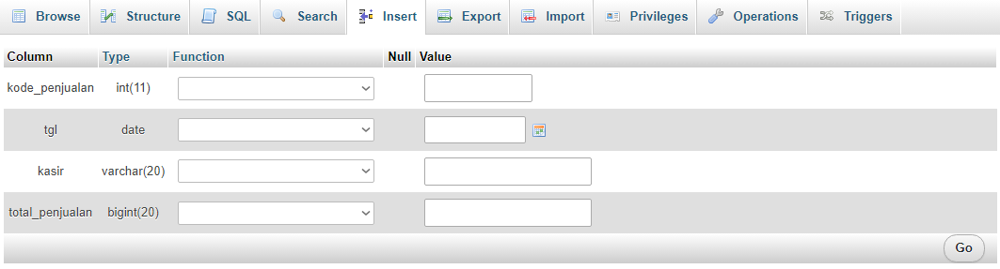 Browse Structure SQL Search Insert Export Import Privileges Operations Triggers
Column Type Function Null Value
kode_penjualan int(11)
tgl date
kasir varchar(20)
total_penjualan bigint(20)
Go